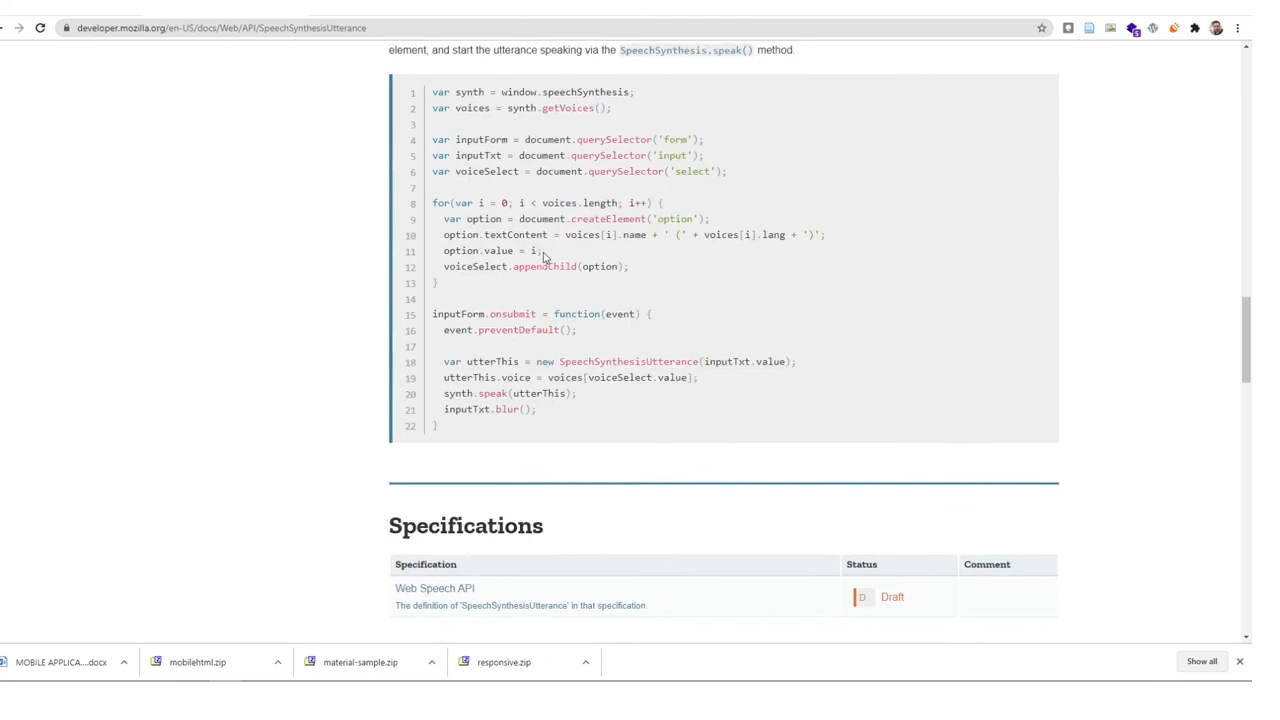 developer.mozilla.org/en-US/docs/Web/API/SpeechSynthesisUtterance
element, and start the utterance speaking via the SpeechSynthesis.speak() method.
1 var synth = window.speechSynthesis;
2 var voices = synth.getVoices();
3
4 var inputForm = document.querySelector('form');
5 var inputTxt = document.querySelector('input');
6 var voiceSelect = document.querySelector('select');
7
8 for(var i = 0; i < voices.length; i++) {
9 var option = document.createElement('option');
10 option.textContent = voices[i].name + ' (' + voices[i].lang + ')';
11 option.value = i;
12 voiceSelect.appendChild(option);
13 }
14
15 inputForm.onsubmit = function(event) {
16 event.preventDefault();
17
18 var utterThis = new SpeechSynthesisUtterance(inputTxt.value);
19 utterThis.voice = voices[voiceSelect.value];
20 synth.speak(utterThis);
21 inputTxt.blur();
22 }
Specifications
Specification Status Comment
Web Speech API
The definition of 'SpeechSynthesisUtterance' in that specification.
D Draft
MOBILE APPLICA....docx mobilehtml.zip material-sample.zip responsive.zip Show all